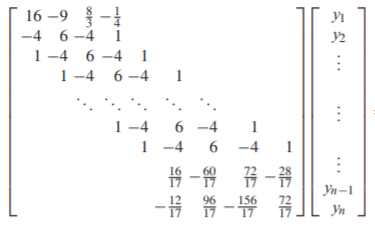 16 −9 8/3 −1/4 y₁
−4 6 −4 1 y₂
1 −4 6 −4 1 ⋮
1 −4 6 −4 1
⋱ ⋱ ⋱ ⋱ ⋱ ⋮
1 −4 6 −4 1
1 −4 6 −4 1 ⋮
16/17 −60/17 72/17 −28/17 yₙ₋₁
−12/17 96/17 −156/17 72/17 yₙ